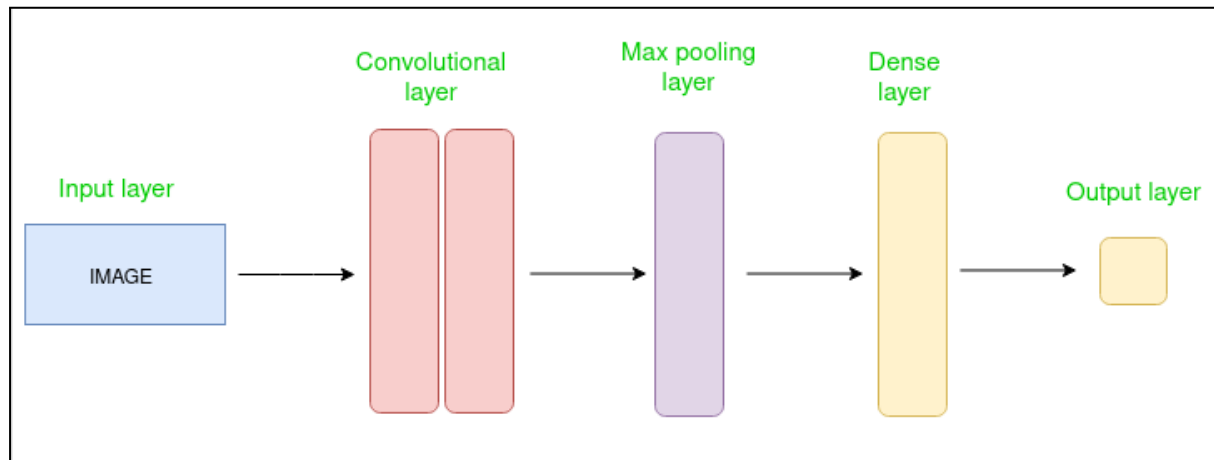 Input layer
IMAGE
Convolutional
layer
Max pooling
layer
Dense
layer
Output layer